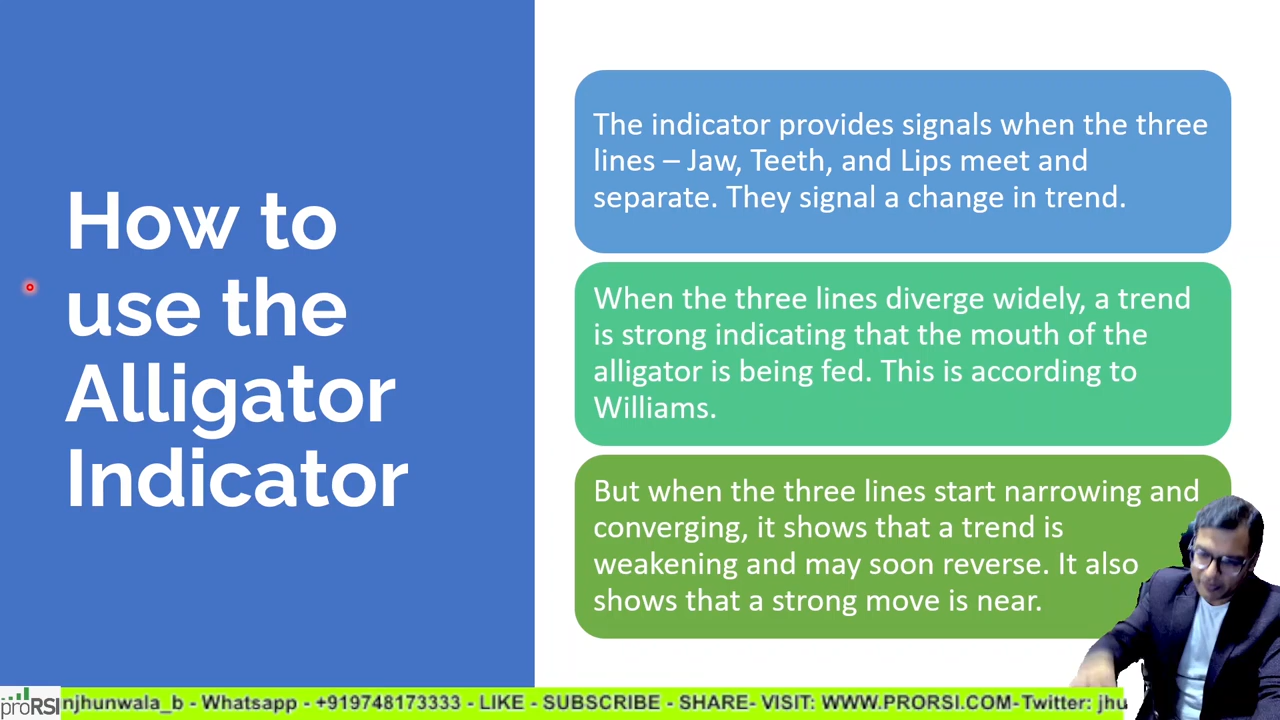 How to
use the
Alligator
Indicator
The indicator provides signals when the three
lines – Jaw, Teeth, and Lips meet and
separate. They signal a change in trend.
When the three lines diverge widely, a trend
is strong indicating that the mouth of the
alligator is being fed. This is according to
Williams.
But when the three lines start narrowing and
converging, it shows that a trend is
weakening and may soon reverse. It also
shows that a strong move is near.
proRSI
njhunwala_b - Whatsapp - +919748173333 - LIKE - SUBSCRIBE - SHARE- VISIT: WWW.PRORSI.COM- Twitter: jhu